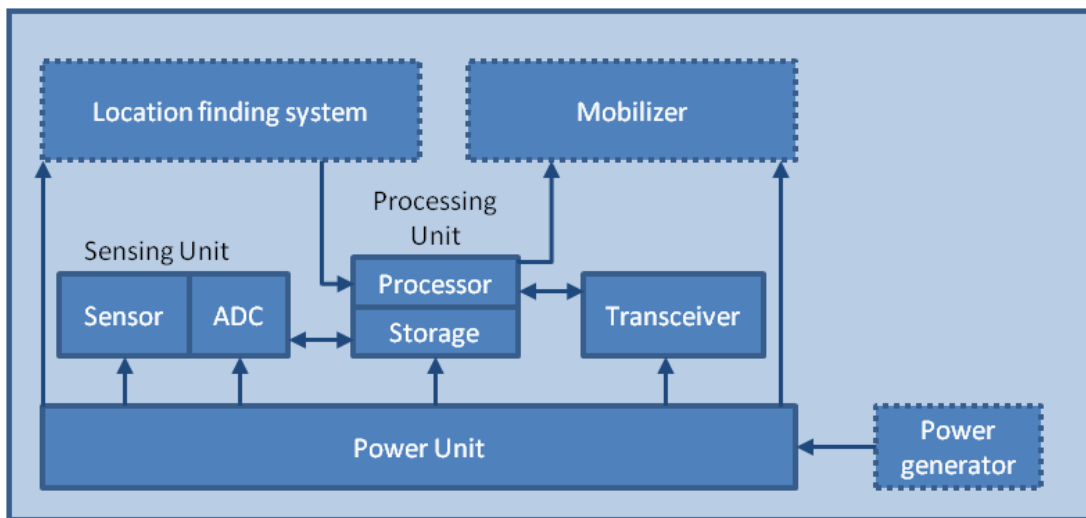 Location finding system
Mobilizer
Processing
Unit
Sensing Unit
Processor
Sensor
ADC
Storage
Transceiver
Power Unit
Power
generator